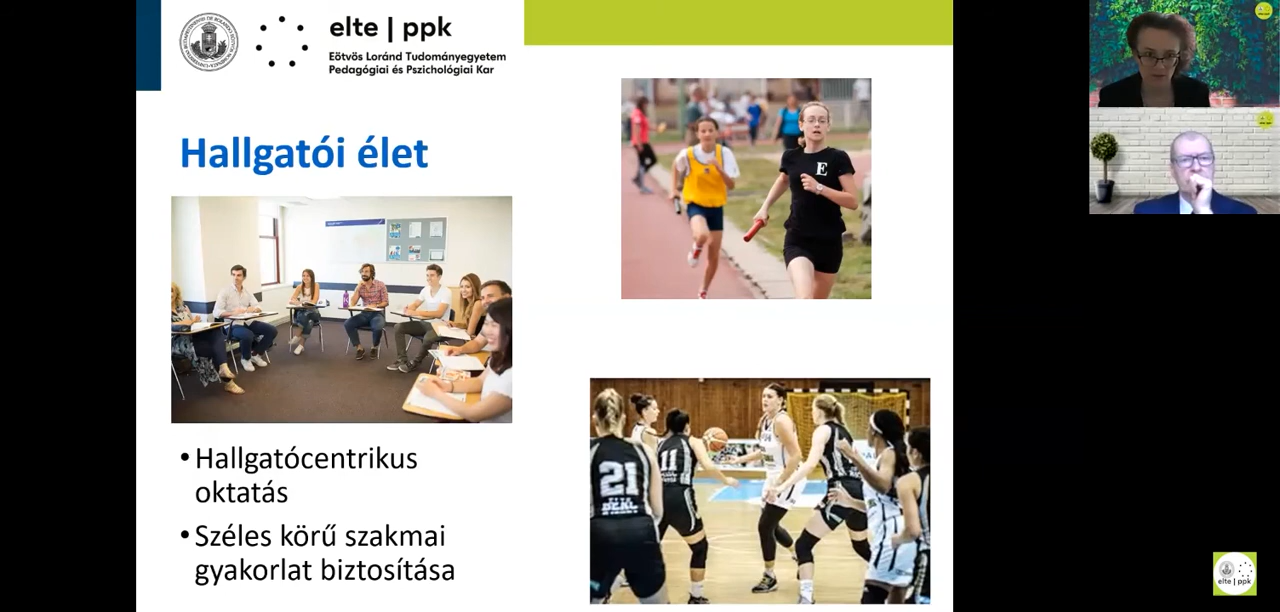 elte | ppk
Eötvös Loránd Tudományegyetem
Pedagógiai és Pszichológiai Kar
Hallgatói élet
E
11
21
• Hallgatócentrikus
oktatás
• Széles körű szakmai
gyakorlat biztosítása
elte | ppk